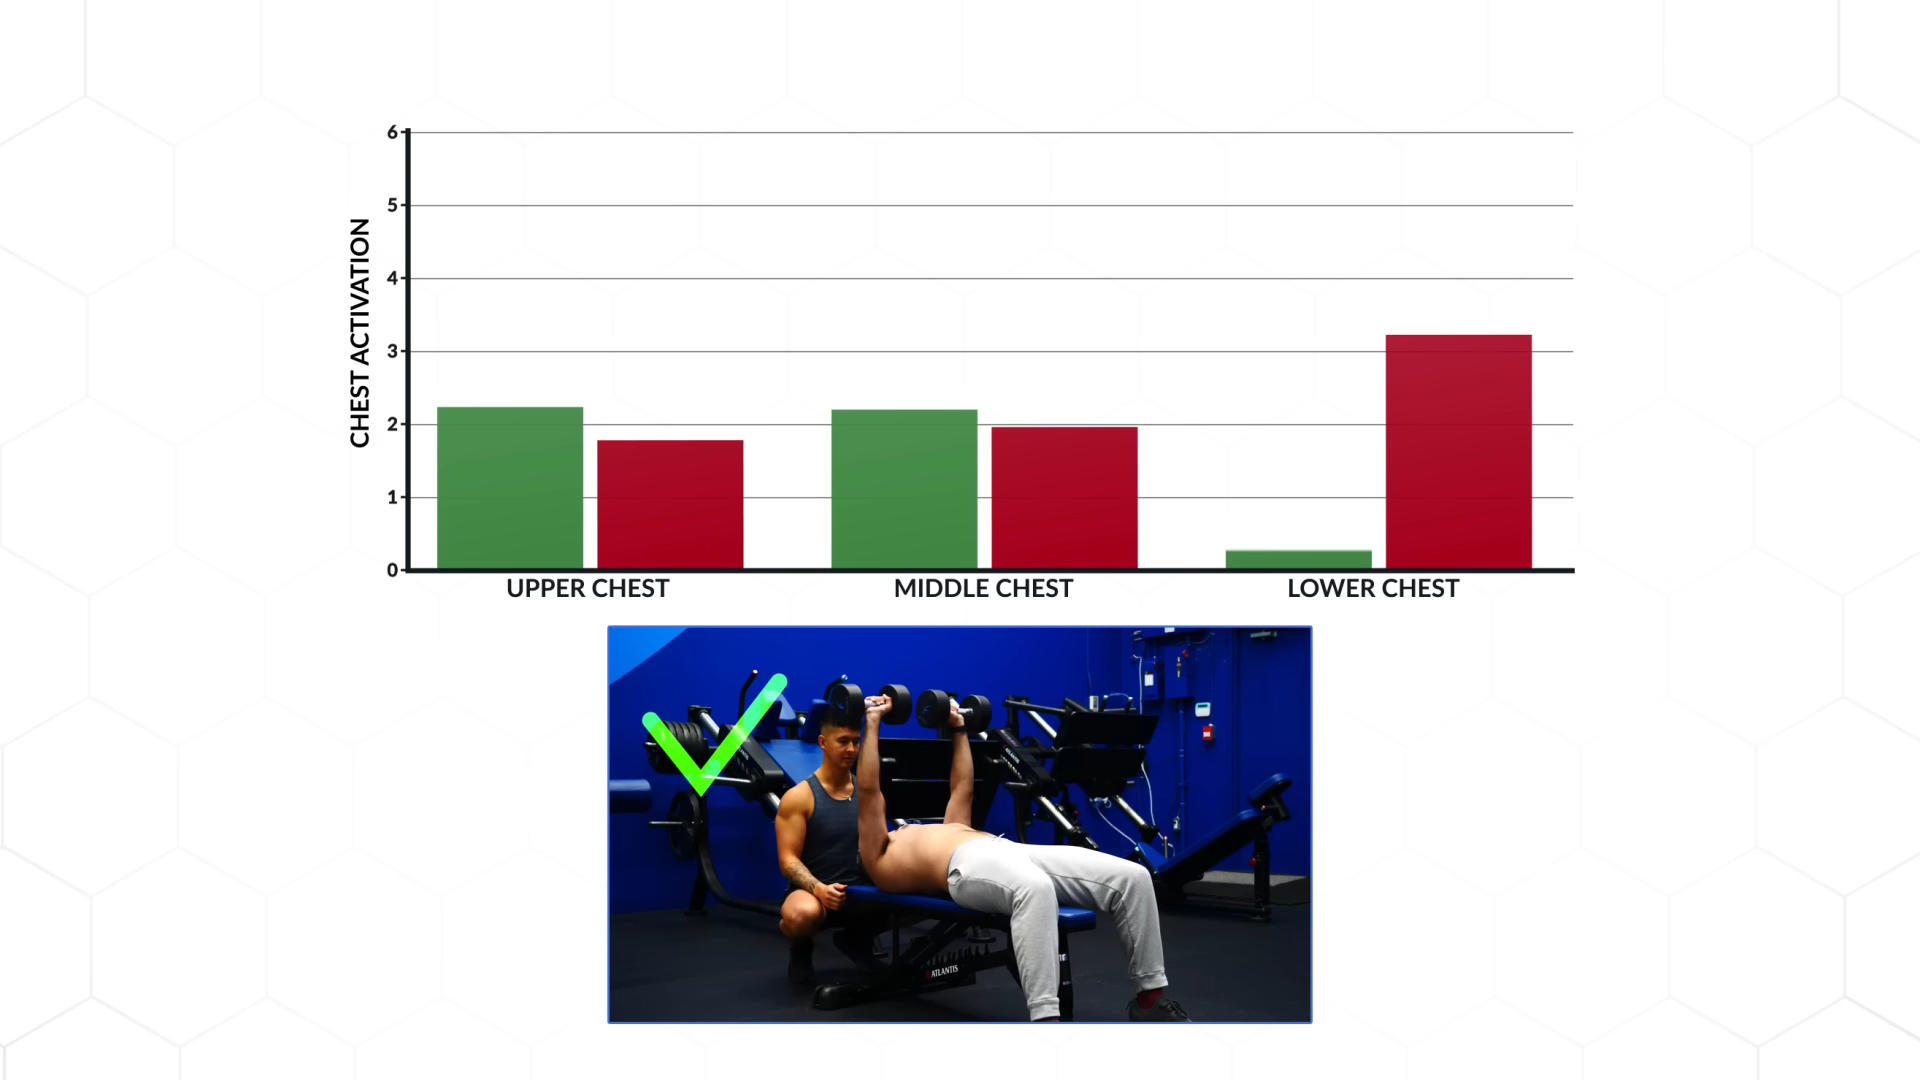 CHEST ACTIVATION
6
5
4
3
2
1
0
UPPER CHEST
MIDDLE CHEST
LOWER CHEST
ATLANTIS